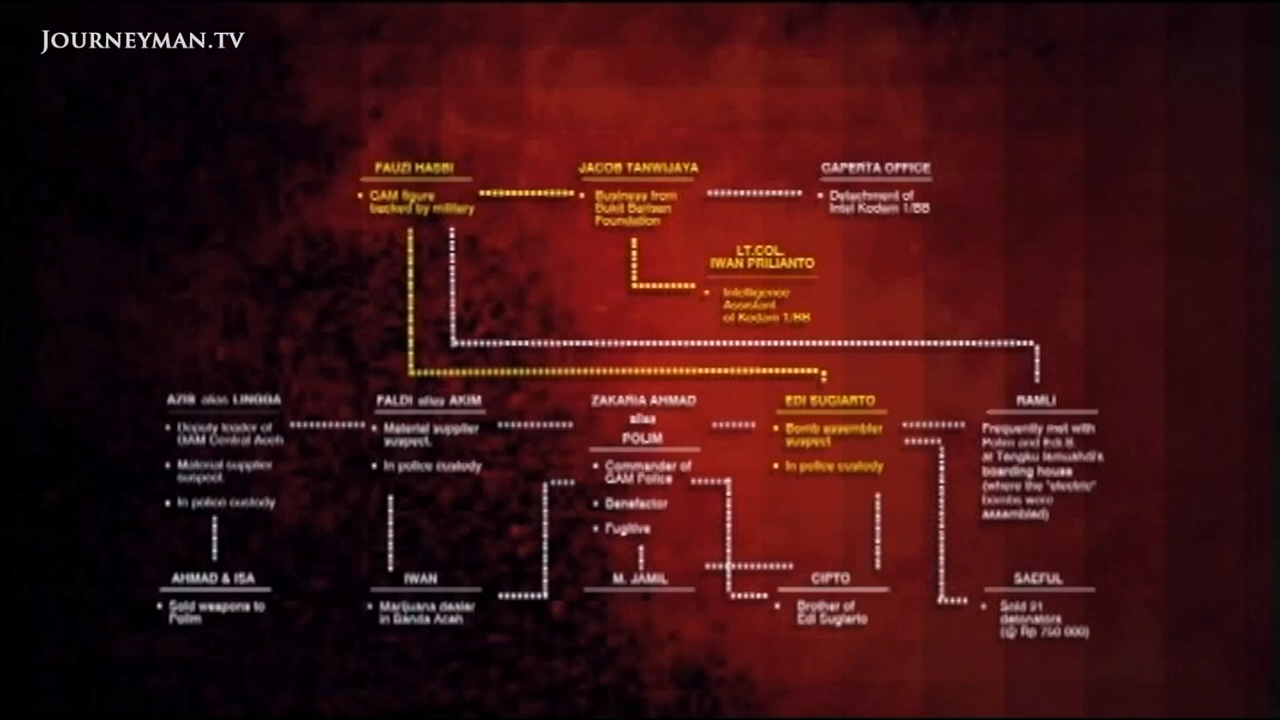 JOURNEYMAN.TV
FAUZI HASBI
GAM figure
backed by military
JACOB TANWIJAYA
Business from
Bukit Barisan
Foundation
GAPERTA OFFICE
Detachment of
Intel Kodam 1/BB
LT.COL.
IWAN PRILIANTO
Intelligence
Assistant
of Kodam 1/BB
AZIB alias LINGGA
Deputy leader of
GAM Central Aceh
Material supplier
suspect.
In police custody
FALDI alias AKIM
Material supplier
suspect.
In police custody
ZAKARIA AHMAD
alias
POLIM
Commander of
GAM Police
Benefactor
Fugitive
EDI SUGIARTO
Bomb assembler
suspect
In police custody
RAMLI
Frequently met with
Polim and Edi S.
at Tengku Ismuahdi's
boarding house
(where the "electric"
bombs were
assembled)
AHMAD & ISA
Sold weapons to
Polim
IWAN
Marijuana dealer
in Banda Aceh
M. JAMIL
CIPTO
Brother of
Edi Sugiarto
SAEFUL
Sold 21
detonators
(@ Rp 750 000)